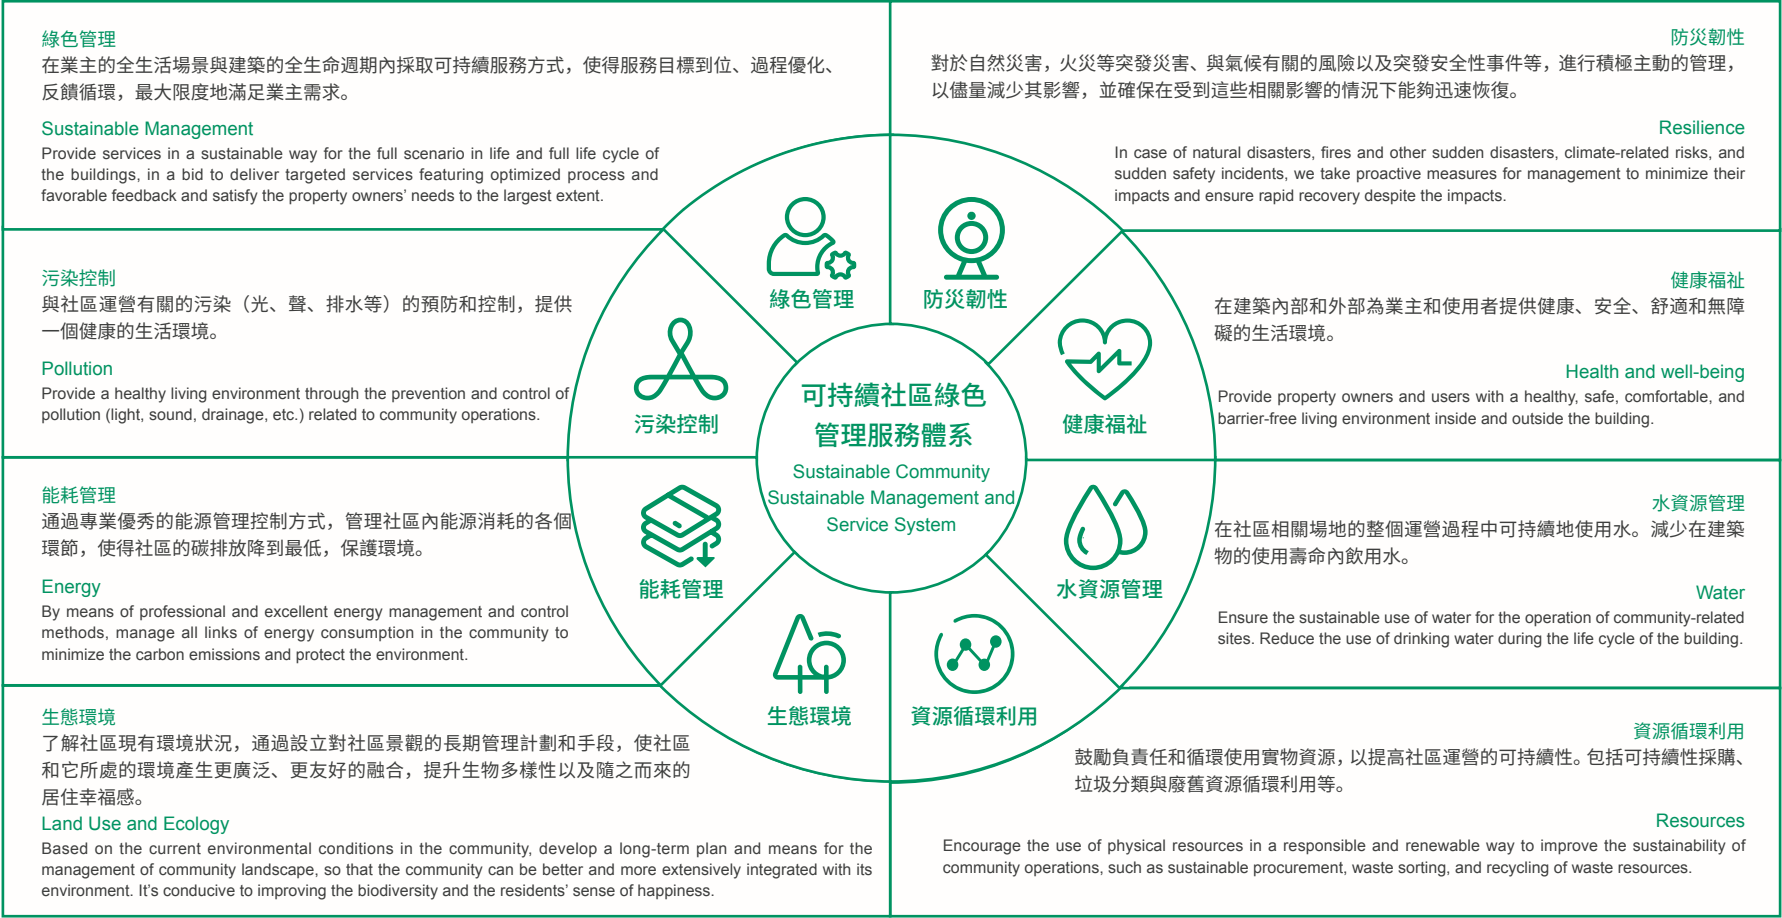 綠色管理
在業主的全生活場景與建築的全生命週期內採取可持續服務方式，使得服務目標到位、過程優化、
反饋循環，最大限度地滿足業主需求。
Sustainable Management
Provide services in a sustainable way for the full scenario in life and full life cycle of
the buildings, in a bid to deliver targeted services featuring optimized process and
favorable feedback and satisfy the property owners' needs to the largest extent.
防災韌性
對於自然災害，火災等突發災害、與氣候有關的風險以及突發安全性事件等，進行積極主動的管理，
以儘量減少其影響，並確保在受到這些相關影響的情況下能夠迅速恢復。
Resilience
In case of natural disasters, fires and other sudden disasters, climate-related risks, and
sudden safety incidents, we take proactive measures for management to minimize their
impacts and ensure rapid recovery despite the impacts.
污染控制
與社區運營有關的污染（光、聲、排水等）的預防和控制，提供
一個健康的生活環境。
Pollution
Provide a healthy living environment through the prevention and control of
pollution (light, sound, drainage, etc.) related to community operations.
健康福祉
在建築內部和外部為業主和使用者提供健康、安全、舒適和無障
礙的生活環境。
Health and well-being
Provide property owners and users with a healthy, safe, comfortable, and
barrier-free living environment inside and outside the building.
能耗管理
通過專業優秀的能源管理控制方式，管理社區內能源消耗的各個
環節，使得社區的碳排放降到最低，保護環境。
Energy
By means of professional and excellent energy management and control
methods, manage all links of energy consumption in the community to
minimize the carbon emissions and protect the environment.
水資源管理
在社區相關場地的整個運營過程中可持續地使用水。減少在建築
物的使用壽命內飲用水。
Water
Ensure the sustainable use of water for the operation of community-related
sites. Reduce the use of drinking water during the life cycle of the building.
生態環境
了解社區現有環境狀況，通過設立對社區景觀的長期管理計劃和手段，使社區
和它所處的環境產生更廣泛、更友好的融合，提升生物多樣性以及隨之而來的
居住幸福感。
Land Use and Ecology
Based on the current environmental conditions in the community, develop a long-term plan and means for the
management of community landscape, so that the community can be better and more extensively integrated with its
environment. It's conducive to improving the biodiversity and the residents' sense of happiness.
資源循環利用
鼓勵負責任和循環使用實物資源，以提高社區運營的可持續性。包括可持續性採購、
垃圾分類與廢舊資源循環利用等。
Resources
Encourage the use of physical resources in a responsible and renewable way to improve the sustainability of
community operations, such as sustainable procurement, waste sorting, and recycling of waste resources.
綠色管理
防災韌性
污染控制
健康福祉
可持續社區綠色
管理服務體系
Sustainable Community
Sustainable Management and
Service System
能耗管理
水資源管理
生態環境
資源循環利用